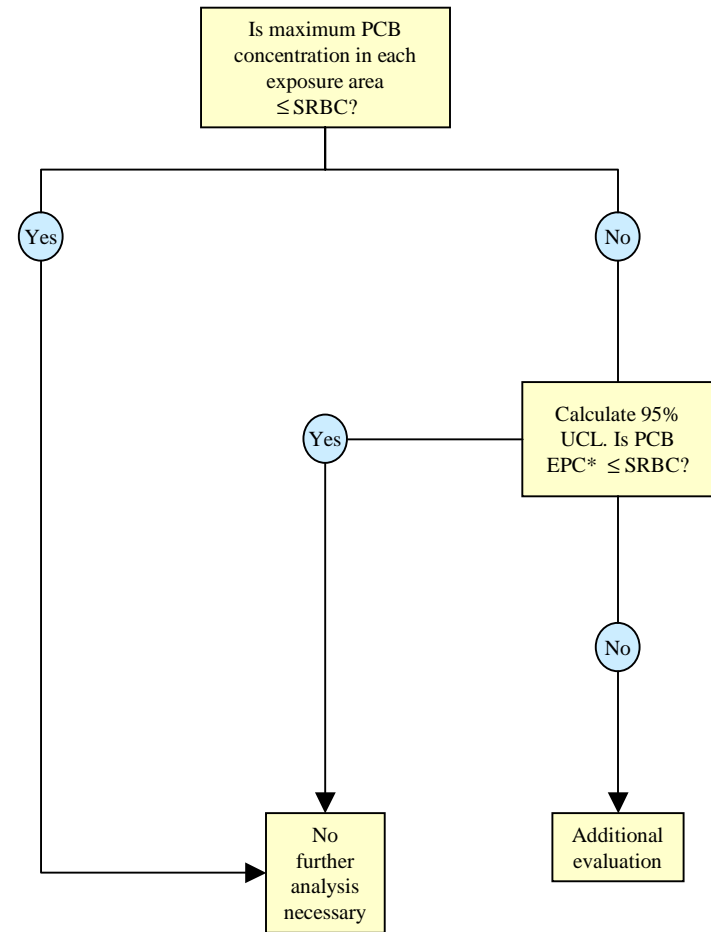 Is maximum PCB
concentration in each
exposure area
≤ SRBC?
Yes
No
Calculate 95%
UCL. Is PCB
EPC* ≤ SRBC?
Yes
No
No
further
analysis
necessary
Additional
evaluation